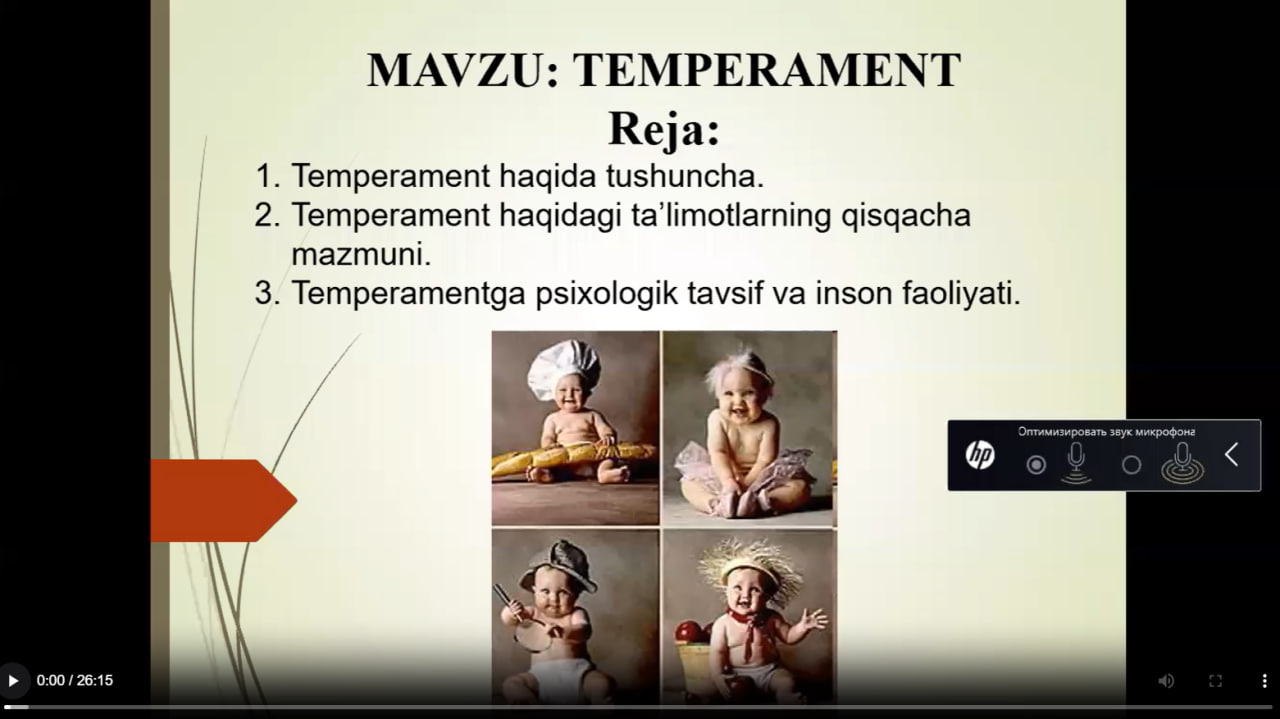 MAVZU: TEMPERAMENT
Reja:
1. Temperament haqida tushuncha.
2. Temperament haqidagi ta’limotlarning qisqacha
mazmuni.
3. Temperamentga psixologik tavsif va inson faoliyati.
Оптимизировать звук микрофона
hp
0:00 / 26:15